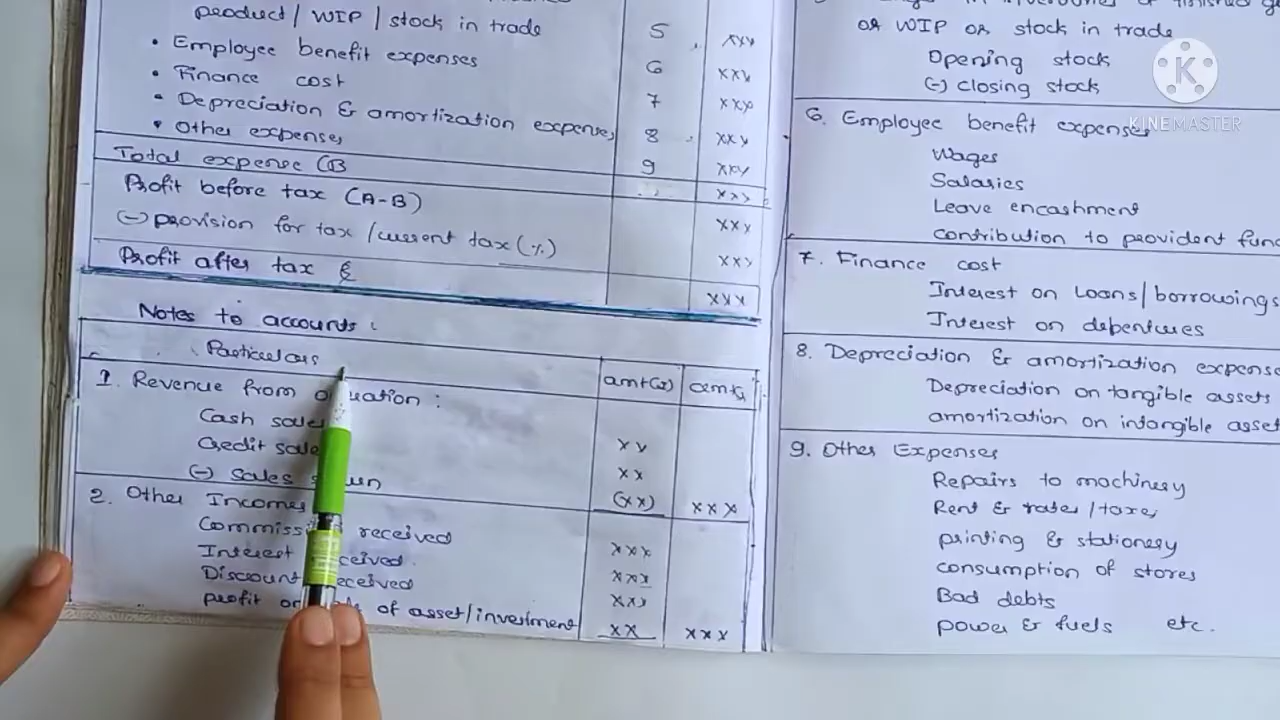 product/ WIP / stock in trade 5 xxx
• Employee benefit expenses 6 xxx
• Finance cost 7 xxx
• Depreciation & amortization expenses 8 xxx
• Other expenses 9 xxx
Total expense (B xxx
Profit before tax (A-B) xxx
(-) provision for tax /current tax (%) xxx
Profit after tax xxx
Notes to accounts:
Particulars amt(₹) amt(₹)
1. Revenue from :
Cash sales xx
Credit sales xx
(-) Sales (xx) xxx
2. Other Incomes
Commission received xxx
Interest received xxx
Discount received xxx
profit on of asset/investment xx xxx
or WIP or stock in trade
Opening stock
(-) closing stock
6. Employee benefit expenses
Wages
Salaries
Leave encashment
Contribution to provident fun
7. Finance cost
Interest on Loans/borrowings
Interest on debentures
8. Depreciation & amortization expense
Depreciation on tangible assets
amortization on intangible asset
9. Other Expenses
Repairs to machinery
Rent & rates /taxes
printing & stationery
consumption of stores
Bad debts
power & fuels etc.
K
KINEMASTER